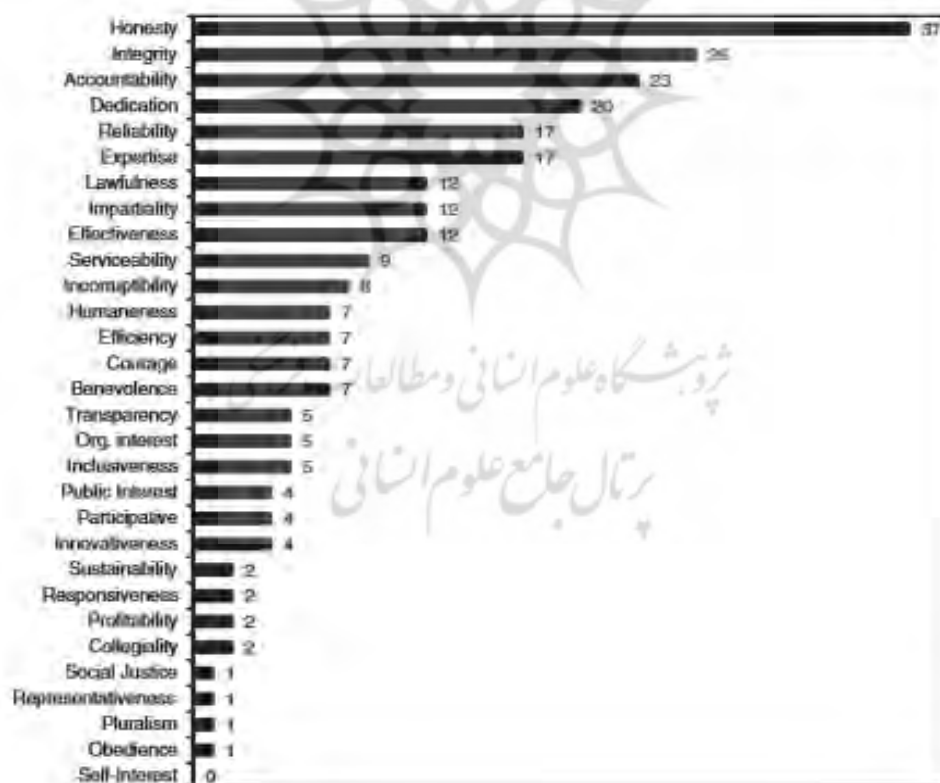 Honesty 37
Integrity 26
Accountability 23
Dedication 20
Reliability 17
Expertise 17
Lawfulness 12
Impartiality 12
Effectiveness 12
Serviceability 9
Incorruptibility 8
Humaneness 7
Efficiency 7
Courage 7
Benevolence 7
Transparency 5
Org. interest 5
Inclusiveness 5
Public Interest 4
Participative 4
Innovativeness 4
Sustainability 2
Responsiveness 2
Profitability 2
Collegiality 2
Social Justice 1
Representativeness 1
Pluralism 1
Obedience 1
Self-Interest 0
پژوهشگاه علوم انسانی و مطالعات فرهنگی
پرتال جامع علوم انسانی